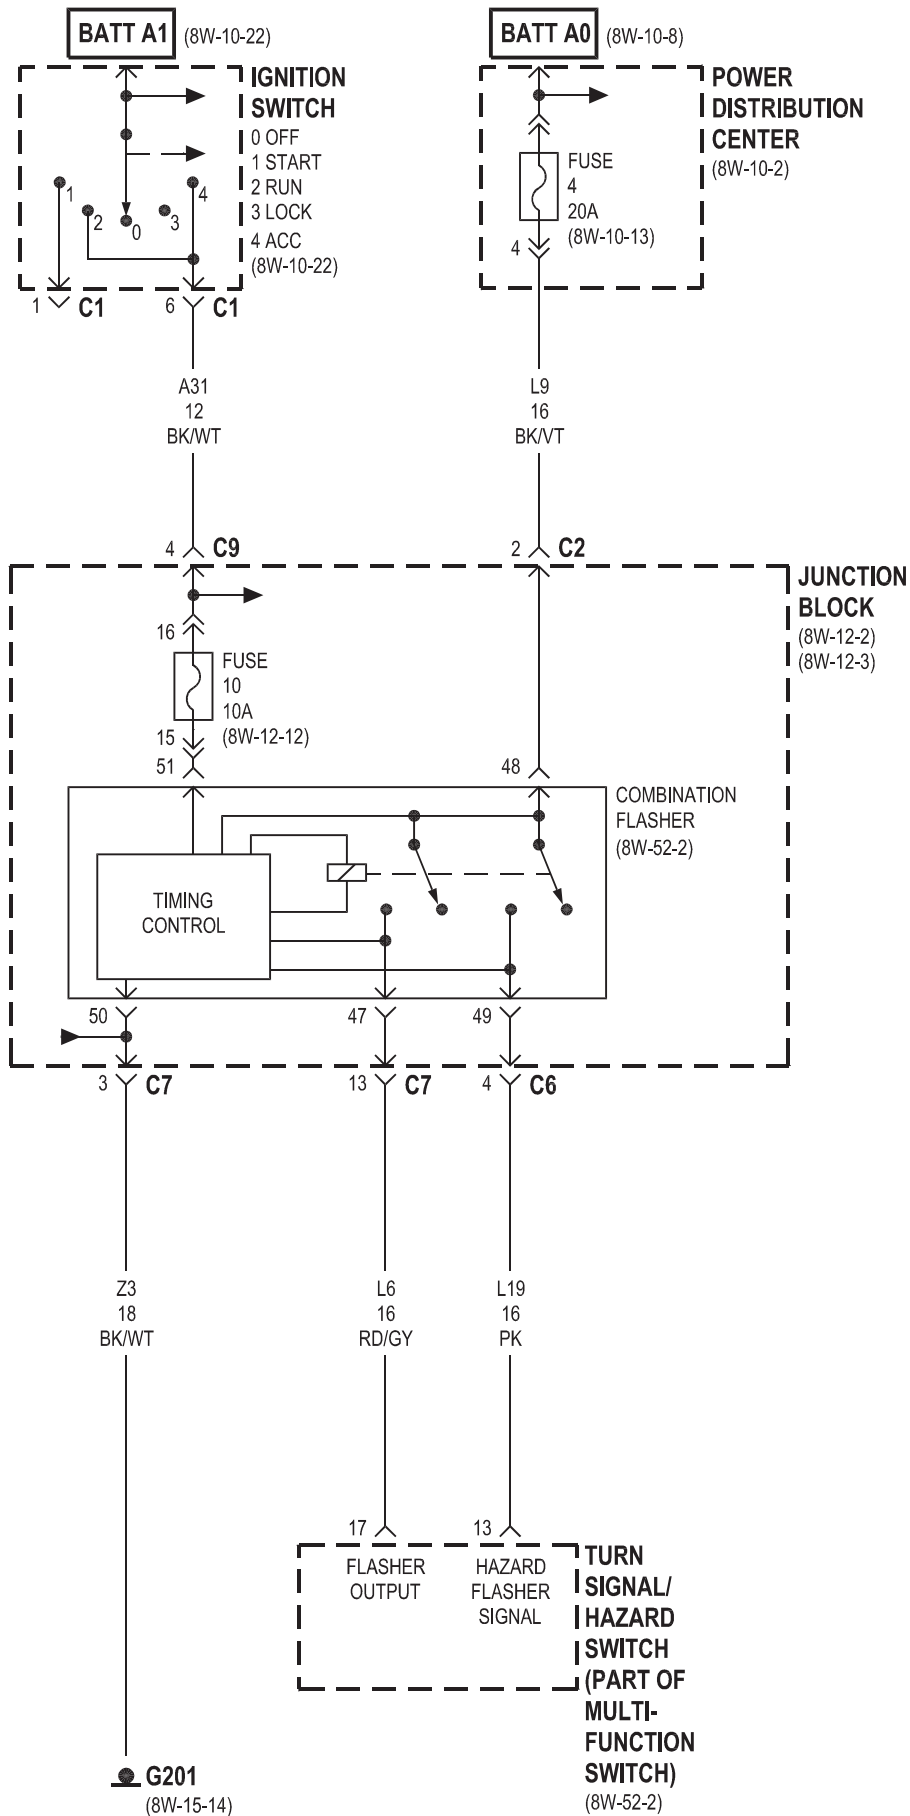 BATT A1 (8W-10-22)
BATT A0 (8W-10-8)
IGNITION
SWITCH
0 OFF
1 START
2 RUN
3 LOCK
4 ACC
(8W-10-22)
1
2
0
3
4
1 C1
6 C1
POWER
DISTRIBUTION
CENTER
(8W-10-2)
FUSE
4
20A
(8W-10-13)
4
A31
12
BK/WT
L9
16
BK/VT
4 C9
2 C2
JUNCTION
BLOCK
(8W-12-2)
(8W-12-3)
16
FUSE
10
10A
(8W-12-12)
15
51
48
COMBINATION
FLASHER
(8W-52-2)
TIMING
CONTROL
50
47
49
3 C7
13 C7
4 C6
Z3
18
BK/WT
L6
16
RD/GY
L19
16
PK
17
13
FLASHER
OUTPUT
HAZARD
FLASHER
SIGNAL
TURN
SIGNAL/
HAZARD
SWITCH
(PART OF
MULTI-
FUNCTION
SWITCH)
(8W-52-2)
G201
(8W-15-14)